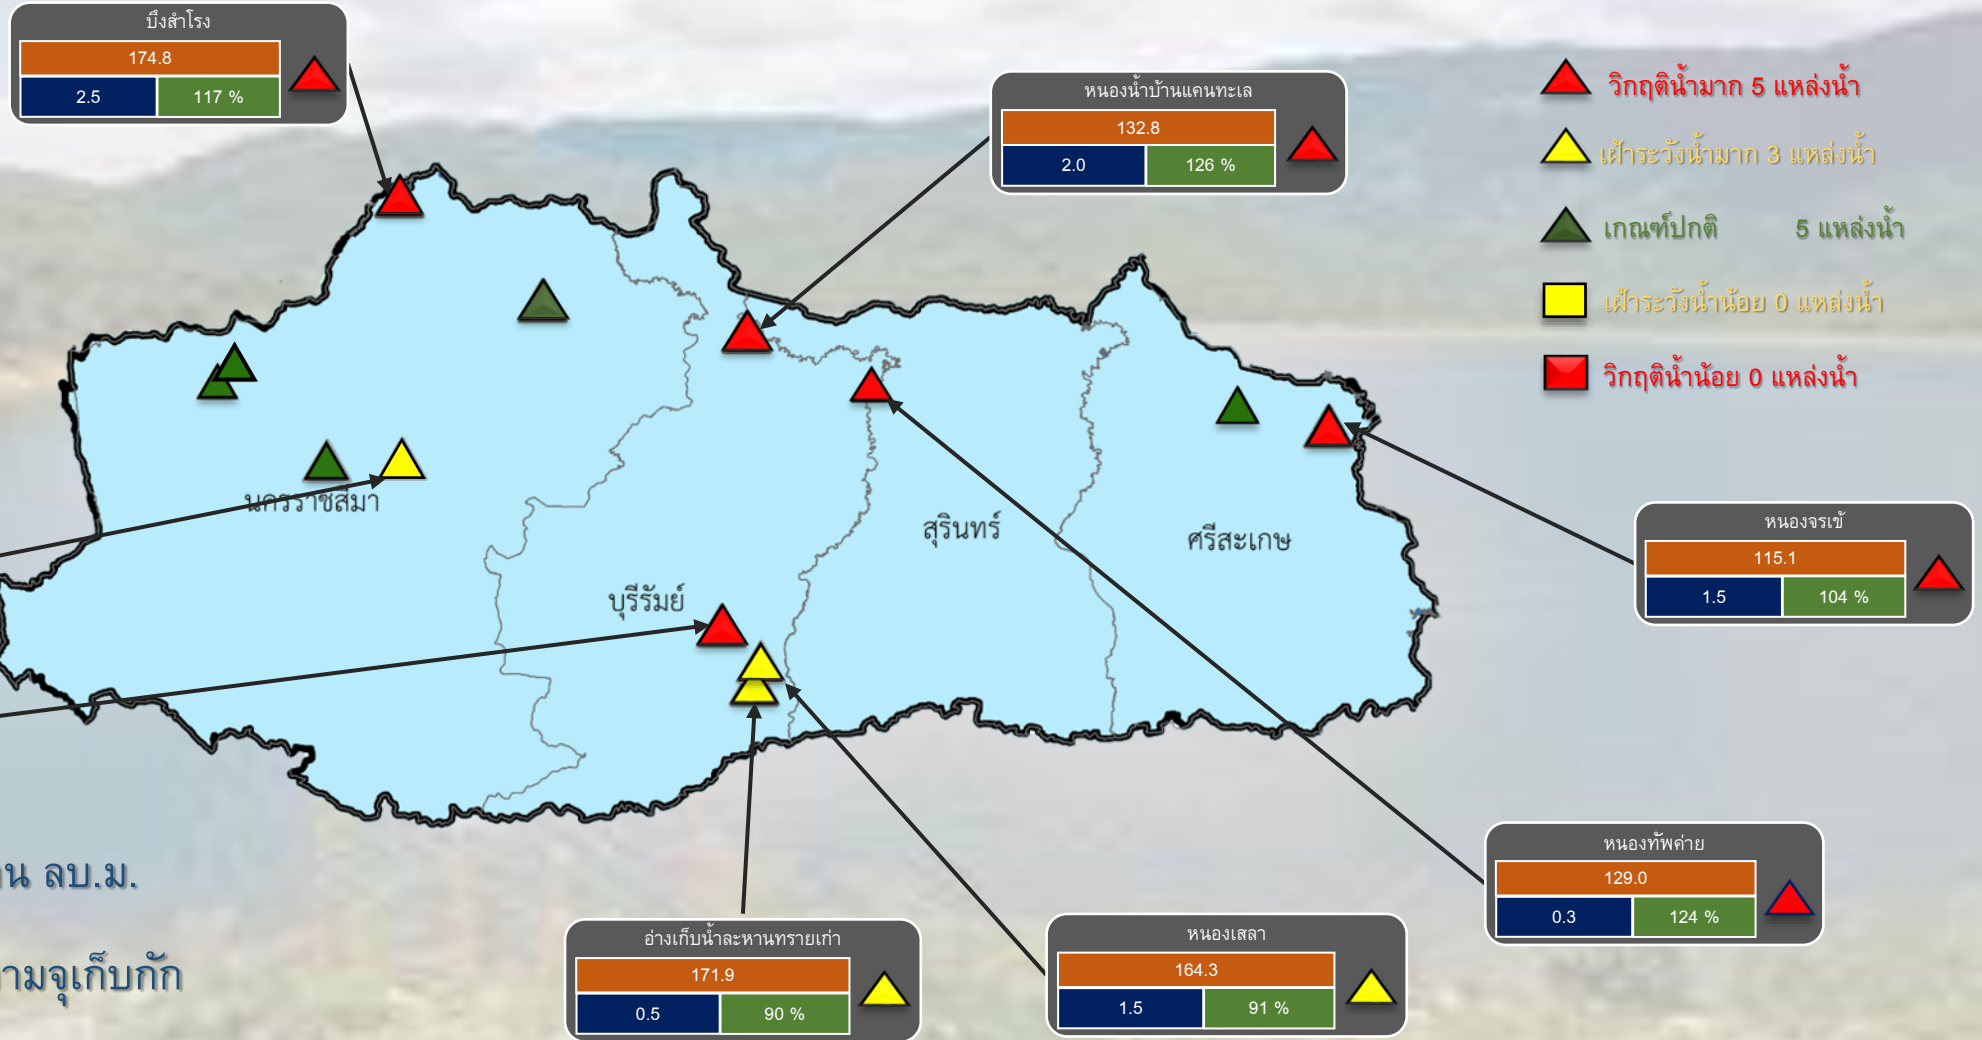 บึงสำโรง
174.8
2.5 117 %
หนองน้ำบ้านแคนทะเล
132.8
2.0 126 %
วิกฤติน้ำมาก 5 แหล่งน้ำ
เฝ้าระวังน้ำมาก 3 แหล่งน้ำ
เกณฑ์ปกติ 5 แหล่งน้ำ
เฝ้าระวังน้ำน้อย 0 แหล่งน้ำ
วิกฤติน้ำน้อย 0 แหล่งน้ำ
นครราชสีมา
บุรีรัมย์
สุรินทร์
ศรีสะเกษ
หนองจรเข้
115.1
1.5 104 %
หนองทัพค่าย
129.0
0.3 124 %
อ่างเก็บน้ำละหานทรายเก่า
171.9
0.5 90 %
หนองเสลา
164.3
1.5 91 %
ลบ.ม.
ามจุเก็บกัก